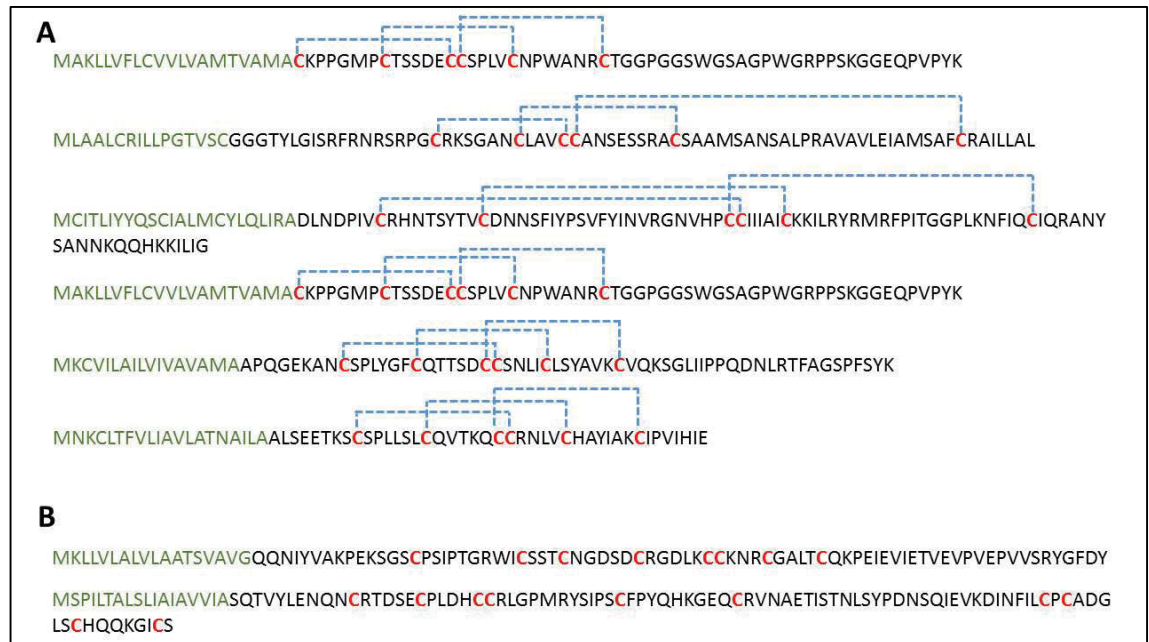 A
MAKLLVFLCVVLVAMTVAMACKPPGMPCTSSDECCSPLVCNPWANRCTGGPGGSWGSAGPWGRPPSKGGEQPVPYK
MLAALCRILLPGTVSCGGGTYLGISRFRNRSRPGCRKSGANCLAVCCANSESSRACSAAMSANSALPRAVAVLEIAMSAFCRAILLAL
MCITLIYYQSCIALMCYLQLIRADLNDPIVCRHNTSYTVCDNNSFIYPSVFYINVRGNVHPCCIIIAICKKILRYRMRFPITGGPLKNFIQCIQRANY
SANNKQQHKKILIG
MAKLLVFLCVVLVAMTVAMACKPPGMPCTSSDECCSPLVCNPWANRCTGGPGGSWGSAGPWGRPPSKGGEQPVPYK
MKCVILAILVIVAVAMAAPQGEKANCSPLYGFCQTTSDCCSNLICLSYAVKCVQKSGLIIPPQDNLRTFAGSPFSYK
MNKCLTFVLIAVLATNAILAALSEETKSCSPLLSLCQVTKQCCRNLVCHAYIAKCIPVIHIE
B
MKLLVLALVLAATSVAVGQQNIYVAKPEKSGSCPSIPTGRWICSSTCNGDSDCRGDLKCCKNRCGALTCQKPEIEVIETVEVPVEPVVSRYGFDY
MSPILTALSLIAIAVVIASQTVYLENQNCRTDSECPLDHCCRLGPMRYSIPSCFPYQHKGEQCRVNAETISTNLSYPDNSQIEVKDINFILCPCADG
LSCHQQKGICS